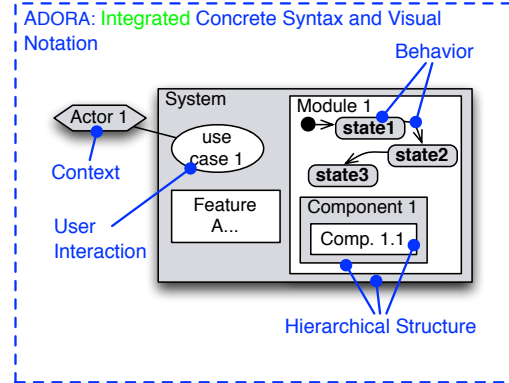 ADORA: Integrated Concrete Syntax and Visual
Notation
Behavior
System
Module 1
Actor 1
state1
use
case 1
state2
state3
Context
Feature
A...
Component 1
User
Interaction
Comp. 1.1
Hierarchical Structure